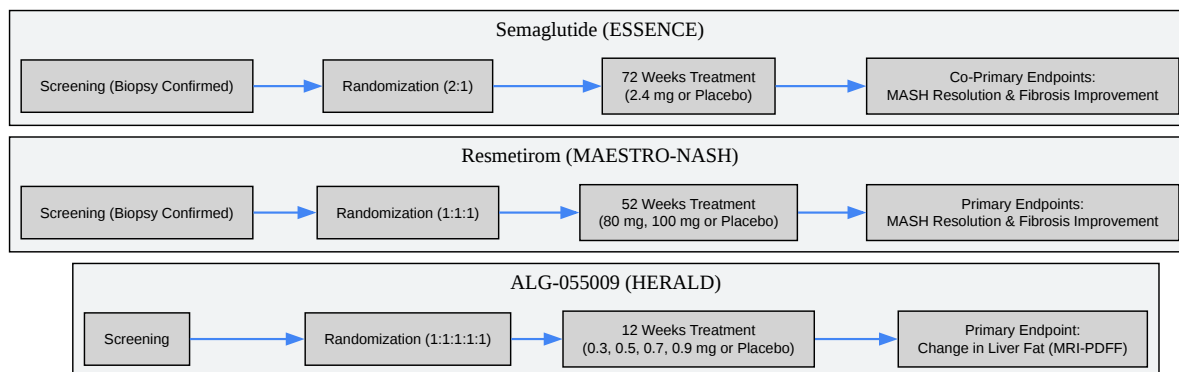 Semaglutide (ESSENCE)
Screening (Biopsy Confirmed)
Randomization (2:1)
72 Weeks Treatment
(2.4 mg or Placebo)
Co-Primary Endpoints:
MASH Resolution & Fibrosis Improvement
Resmetirom (MAESTRO-NASH)
Screening (Biopsy Confirmed)
Randomization (1:1:1)
52 Weeks Treatment
(80 mg, 100 mg or Placebo)
Primary Endpoints:
MASH Resolution & Fibrosis Improvement
ALG-055009 (HERALD)
Screening
Randomization (1:1:1:1:1)
12 Weeks Treatment
(0.3, 0.5, 0.7, 0.9 mg or Placebo)
Primary Endpoint:
Change in Liver Fat (MRI-PDFF)